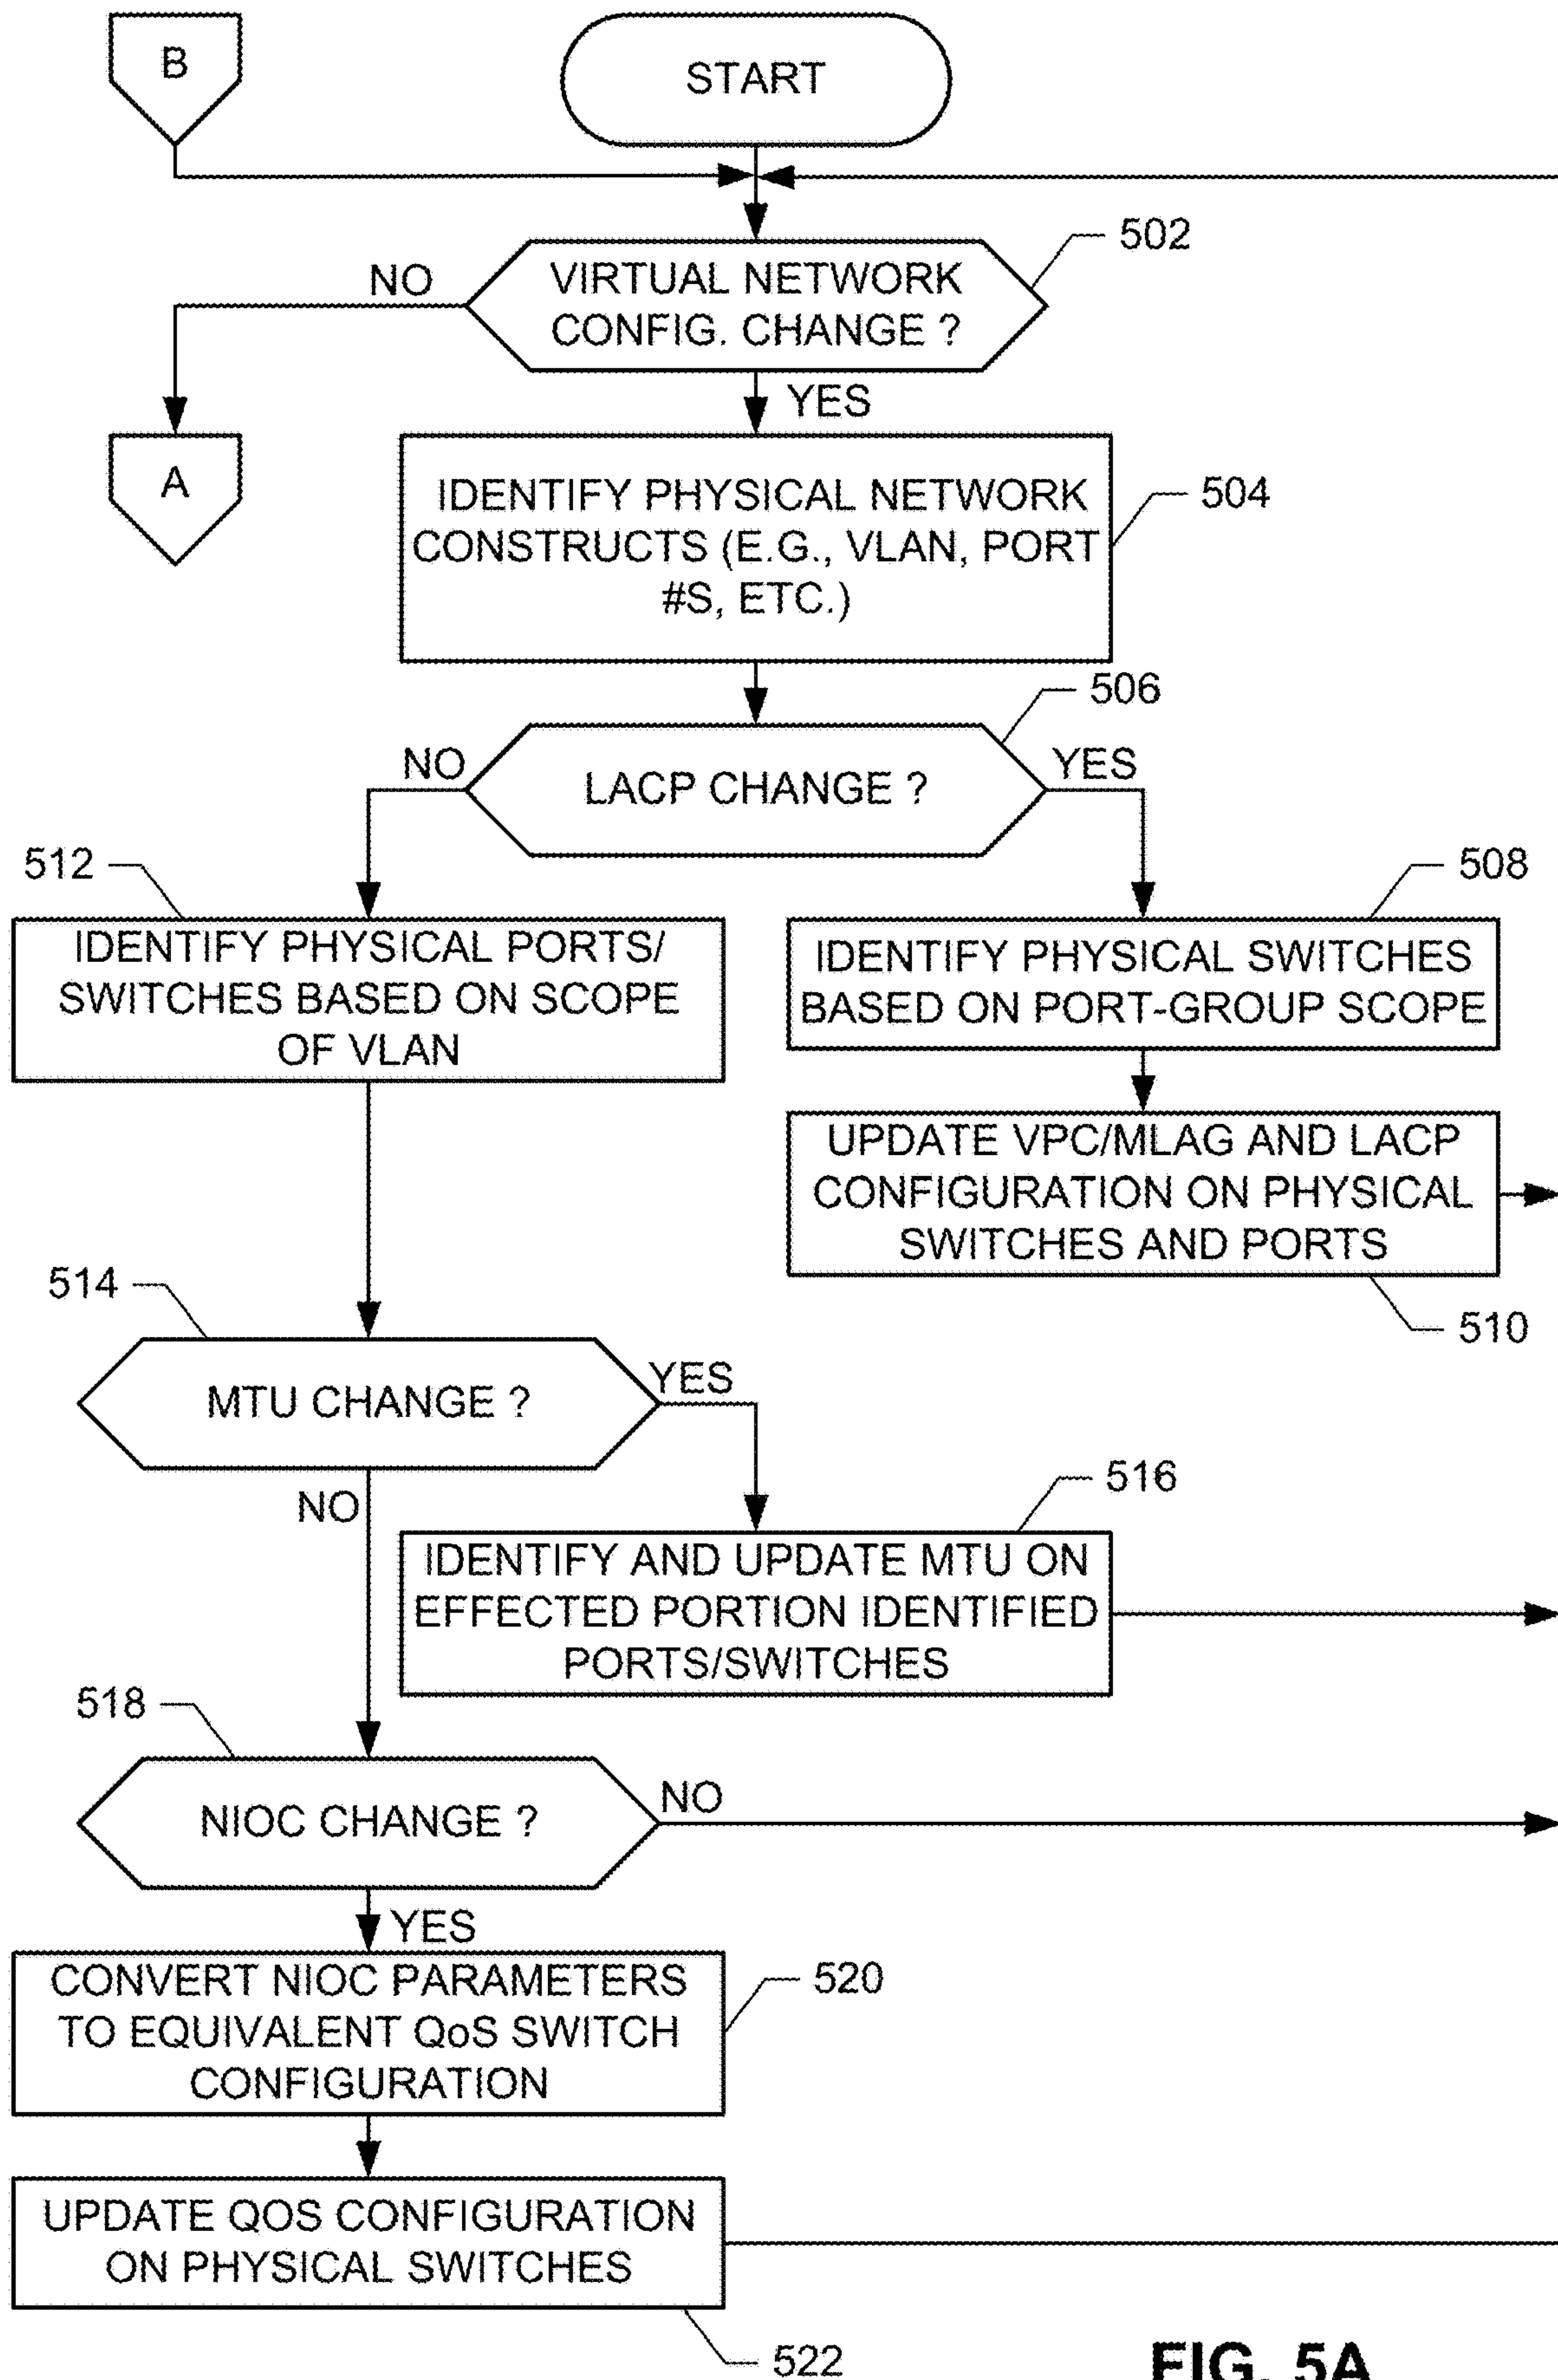 B
START
502
NO
VIRTUAL NETWORK
CONFIG. CHANGE ?
YES
A
IDENTIFY PHYSICAL NETWORK
CONSTRUCTS (E.G., VLAN, PORT
#S, ETC.)
504
506
NO
LACP CHANGE ?
YES
512
508
IDENTIFY PHYSICAL PORTS/
SWITCHES BASED ON SCOPE
OF VLAN
IDENTIFY PHYSICAL SWITCHES
BASED ON PORT-GROUP SCOPE
UPDATE VPC/MLAG AND LACP
CONFIGURATION ON PHYSICAL
SWITCHES AND PORTS
510
514
MTU CHANGE ?
YES
NO
516
IDENTIFY AND UPDATE MTU ON
EFFECTED PORTION IDENTIFIED
PORTS/SWITCHES
518
NIOC CHANGE ?
NO
YES
CONVERT NIOC PARAMETERS
TO EQUIVALENT QoS SWITCH
CONFIGURATION
520
UPDATE QOS CONFIGURATION
ON PHYSICAL SWITCHES
522
FIG. 5A